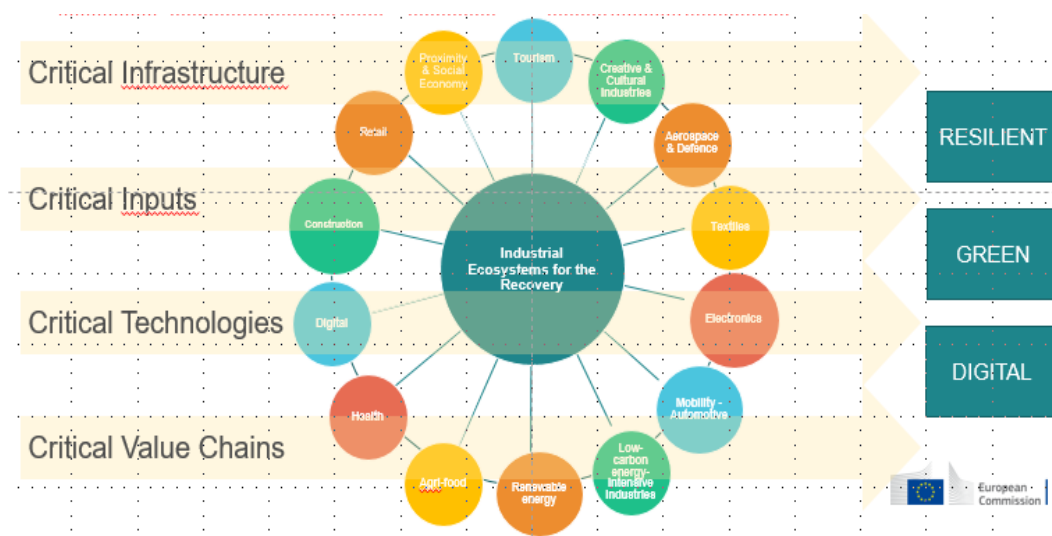 Critical Infrastructure
Critical Inputs
Critical Technologies
Critical Value Chains
Proximity
& Social
Economy
Tourism
Creative &
Cultural
Industries
Aerospace
& Defence
Textiles
Electronics
Mobility -
Automotive
Low-
carbon
energy-
Intensive
Industries
Renewable
energy
Agri-food
Health
Digital
Construction
Retail
Industrial
Ecosystems for the
Recovery
RESILIENT
GREEN
DIGITAL
European
Commission